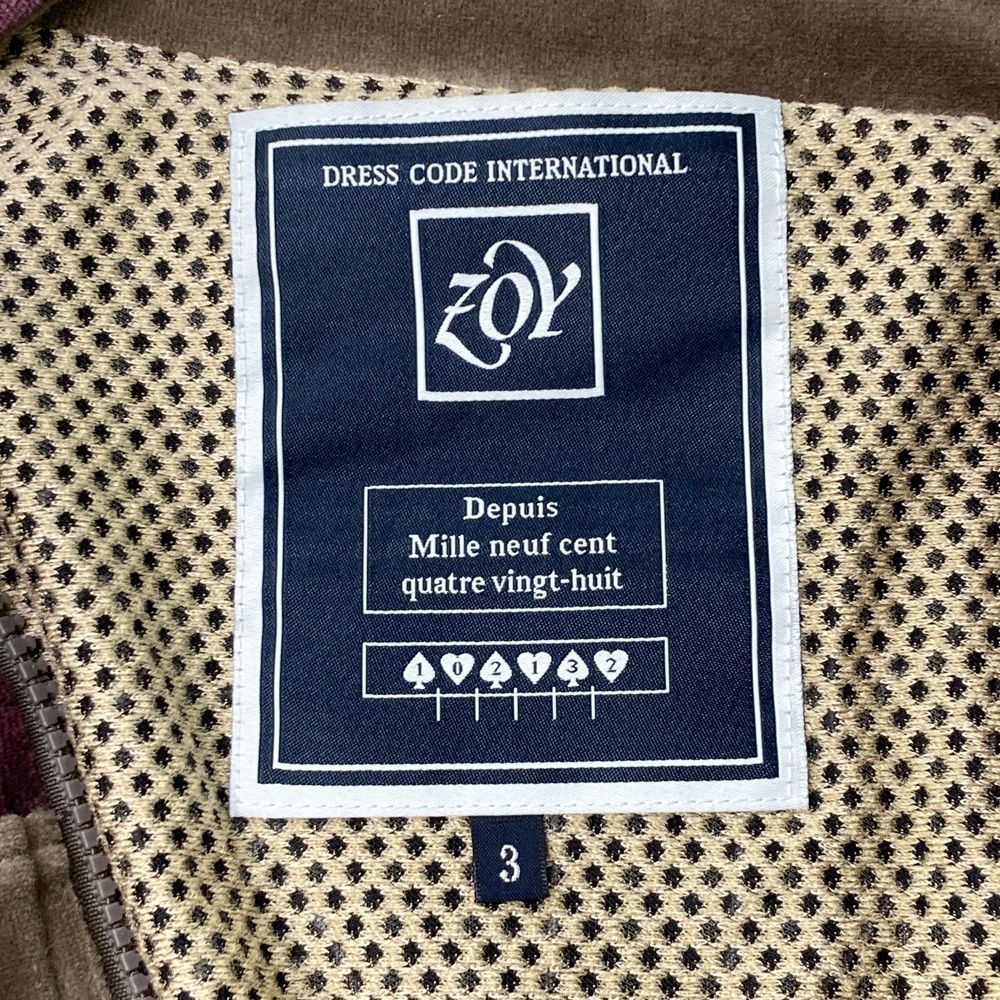 DRESS CODE INTERNATIONAL
ZOY
Depuis
Mille neuf cent
quatre vingt-huit
1 0 2 1 3 2
3